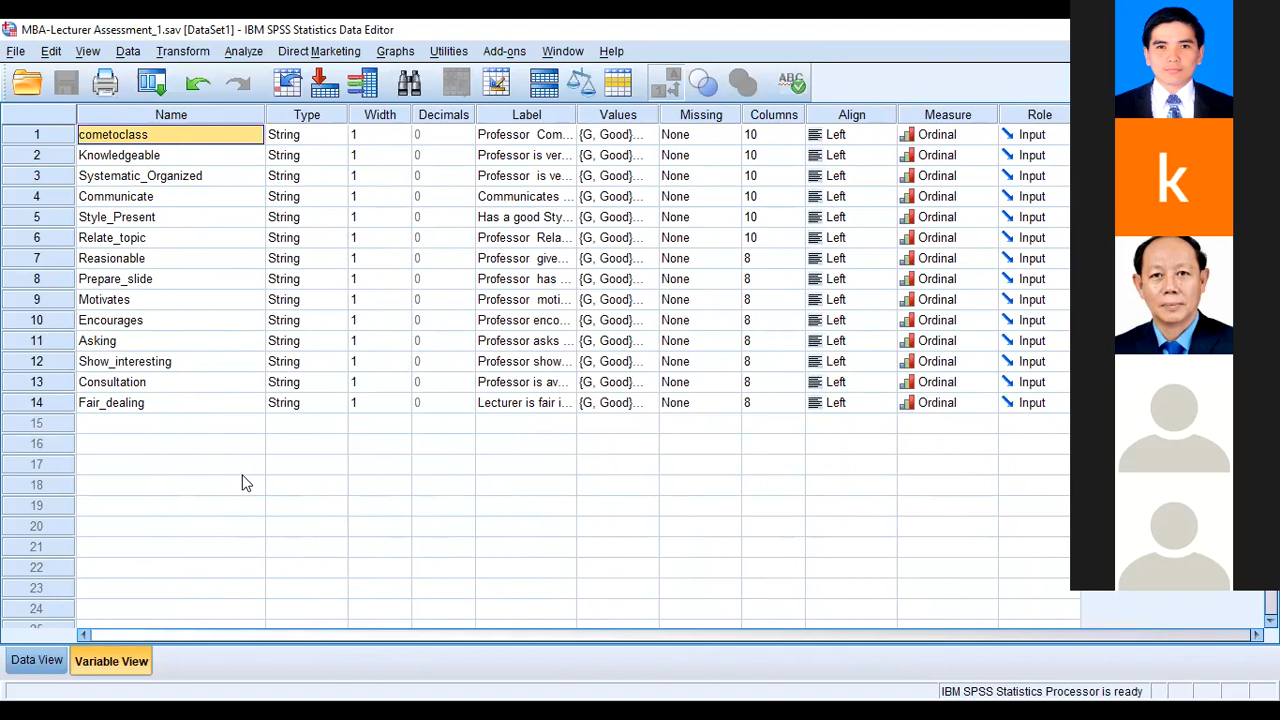 MBA-Lecturer Assessment_1.sav [DataSet1] - IBM SPSS Statistics Data Editor
File Edit View Data Transform Analyze Direct Marketing Graphs Utilities Add-ons Window Help
Name Type Width Decimals Label Values Missing Columns Align Measure Role
1 cometoclass String 1 0 Professor Com... {G, Good}... None 10 Left Ordinal Input
2 Knowledgeable String 1 0 Professor is ver... {G, Good}... None 10 Left Ordinal Input
3 Systematic_Organized String 1 0 Professor is ve... {G, Good}... None 10 Left Ordinal Input
4 Communicate String 1 0 Communicates ... {G, Good}... None 10 Left Ordinal Input
5 Style_Present String 1 0 Has a good Sty... {G, Good}... None 10 Left Ordinal Input
6 Relate_topic String 1 0 Professor Rela... {G, Good}... None 10 Left Ordinal Input
7 Reasionable String 1 0 Professor give... {G, Good}... None 8 Left Ordinal Input
8 Prepare_slide String 1 0 Professor has ... {G, Good}... None 8 Left Ordinal Input
9 Motivates String 1 0 Professor moti... {G, Good}... None 8 Left Ordinal Input
10 Encourages String 1 0 Professor enco... {G, Good}... None 8 Left Ordinal Input
11 Asking String 1 0 Professor asks ... {G, Good}... None 8 Left Ordinal Input
12 Show_interesting String 1 0 Professor show... {G, Good}... None 8 Left Ordinal Input
13 Consultation String 1 0 Professor is av... {G, Good}... None 8 Left Ordinal Input
14 Fair_dealing String 1 0 Lecturer is fair i... {G, Good}... None 8 Left Ordinal Input
15
16
17
18
19
20
21
22
23
24
Data View Variable View
IBM SPSS Statistics Processor is ready
k